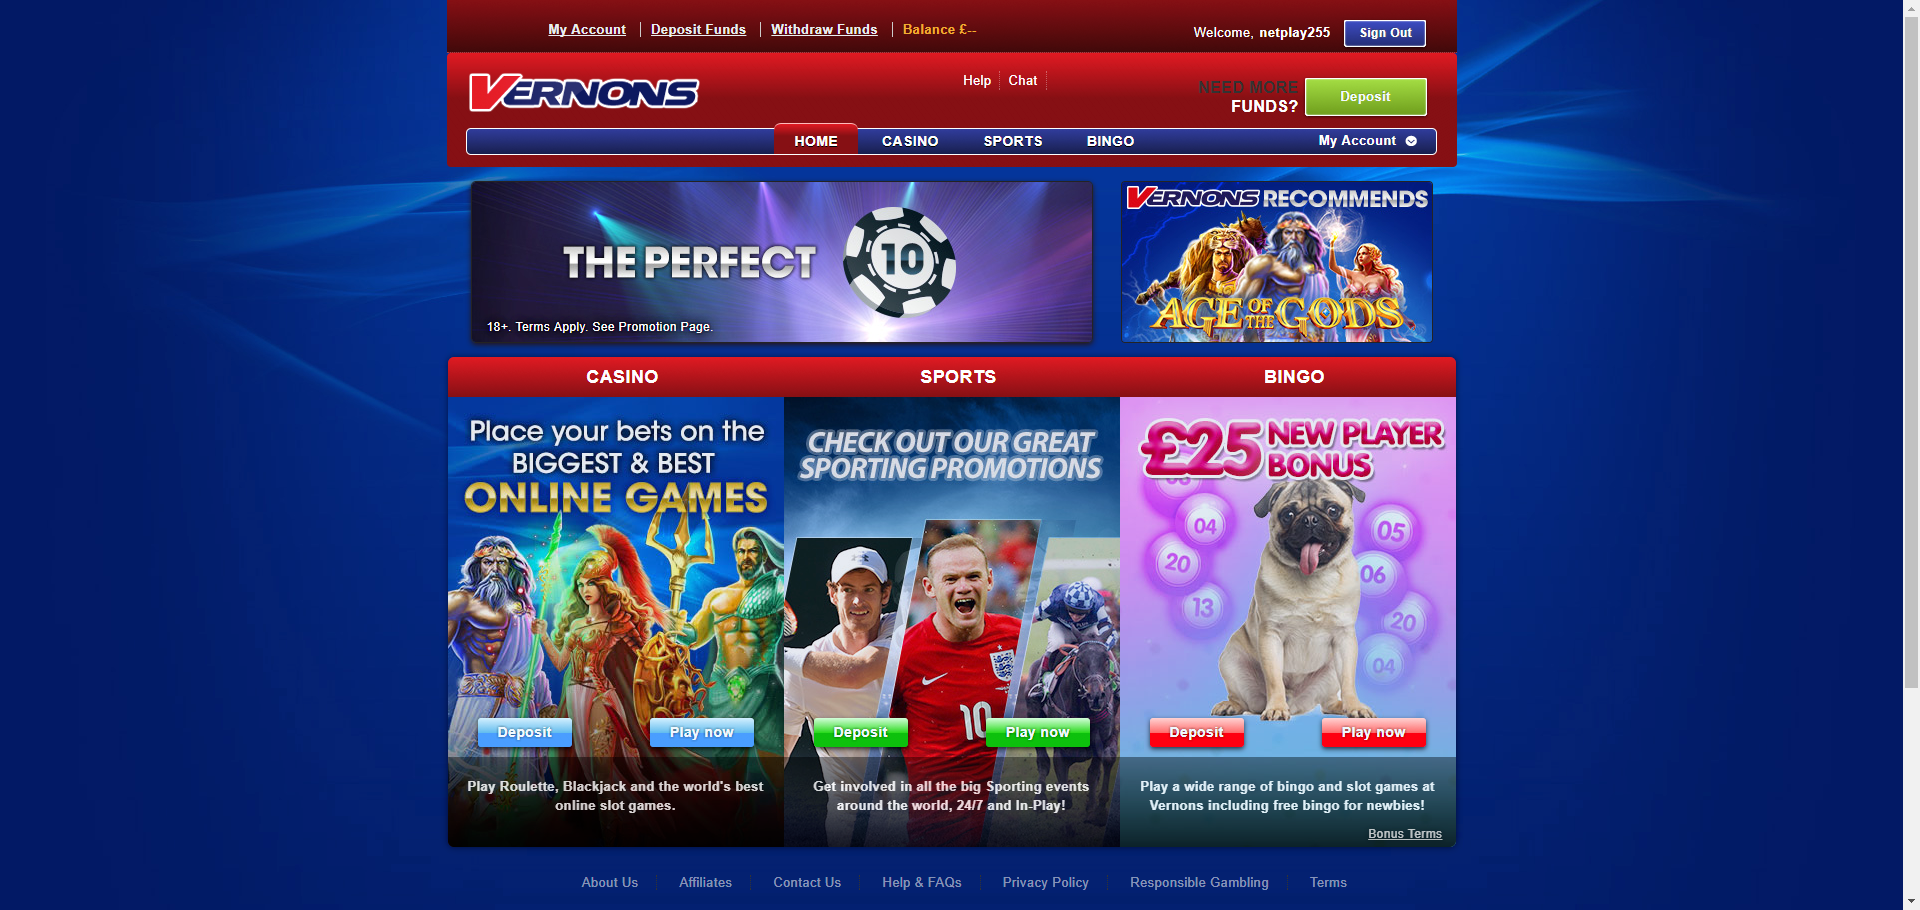 My Account Deposit Funds Withdraw Funds Balance £--
Welcome, netplay255 Sign Out
VERNONS
Help Chat
NEED MORE
FUNDS?
Deposit
HOME CASINO SPORTS BINGO My Account
THE PERFECT 10
18+. Terms Apply. See Promotion Page.
VERNONS RECOMMENDS
AGE OF THE GODS
CASINO
Place your bets on the
BIGGEST & BEST
ONLINE GAMES
Deposit Play now
Play Roulette, Blackjack and the world's best
online slot games.
SPORTS
CHECK OUT OUR GREAT
SPORTING PROMOTIONS
10
Deposit Play now
Get involved in all the big Sporting events
around the world, 24/7 and In-Play!
BINGO
£25 NEW PLAYER
BONUS
04
20
13
05
06
20
04
Deposit Play now
Play a wide range of bingo and slot games at
Vernons including free bingo for newbies!
Bonus Terms
About Us Affiliates Contact Us Help & FAQs Privacy Policy Responsible Gambling Terms